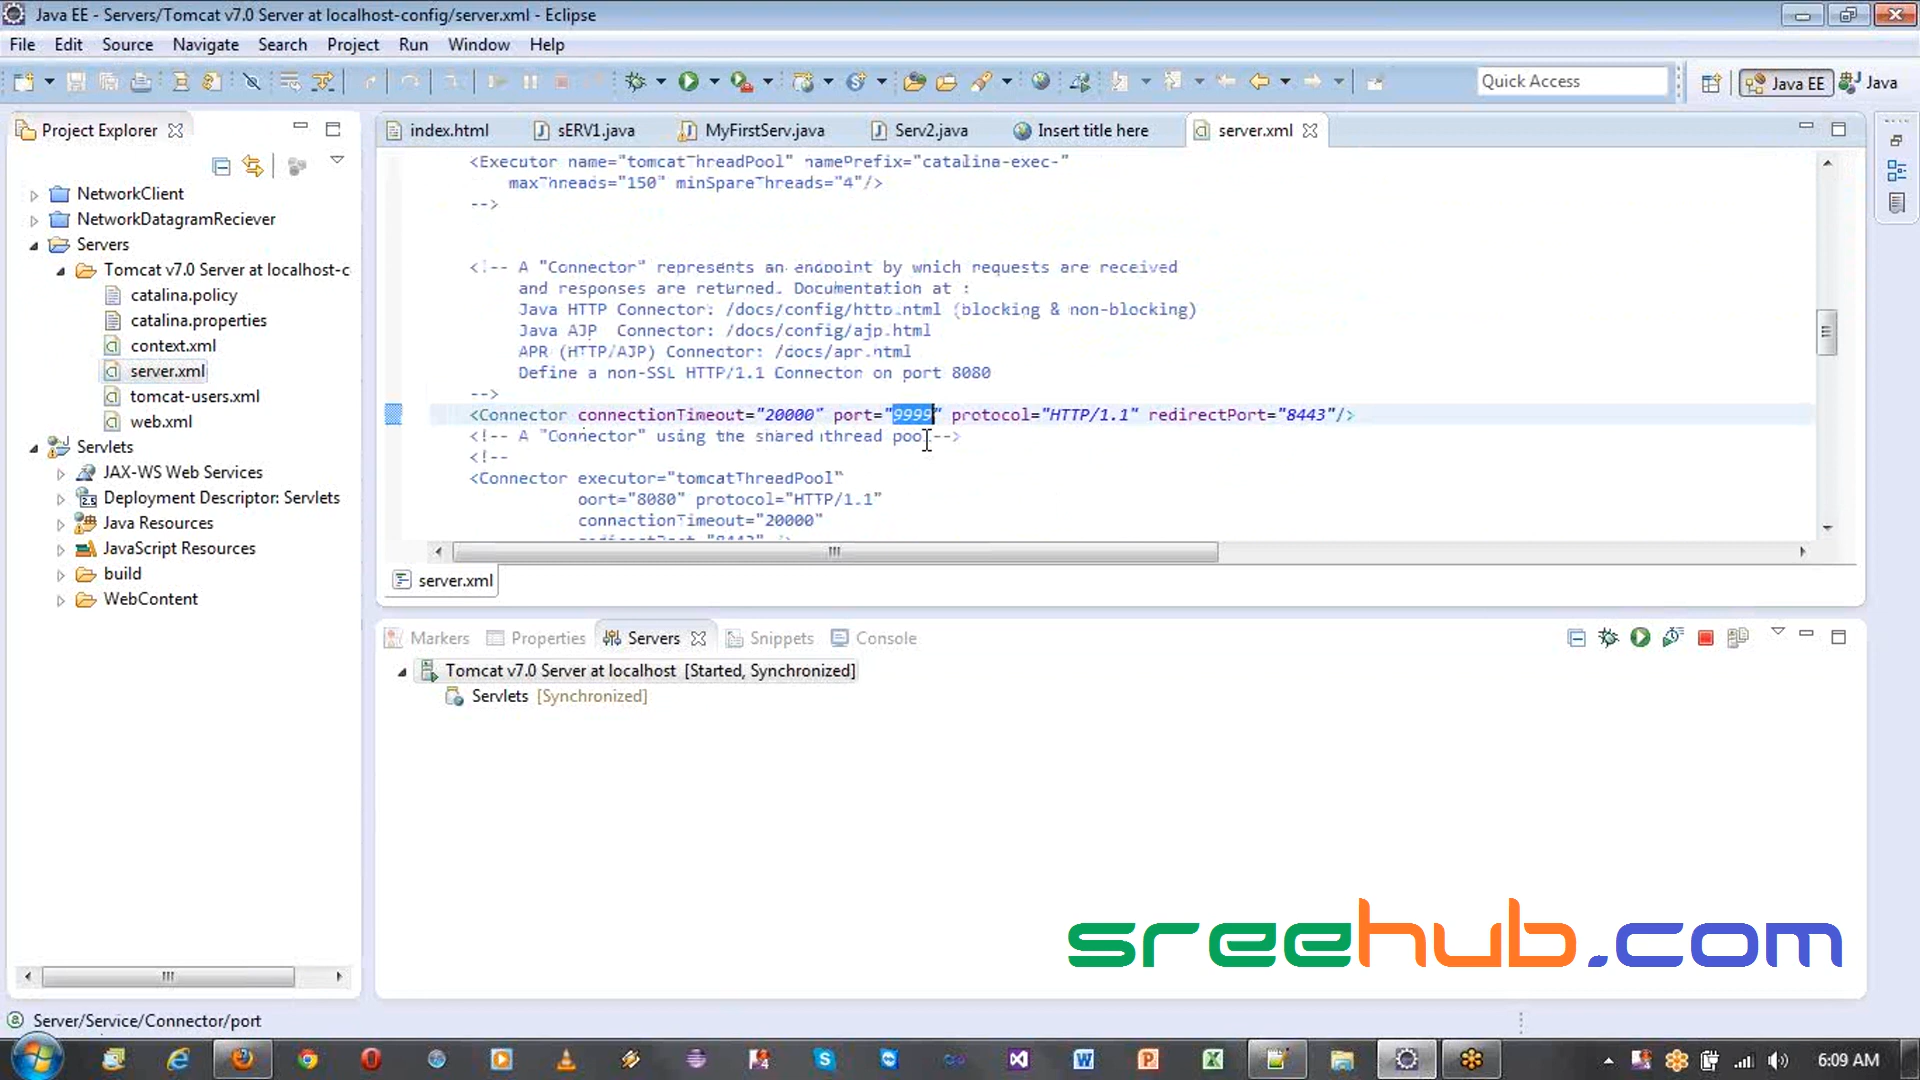 Java EE - Servers/Tomcat v7.0 Server at localhost-config/server.xml - Eclipse
File Edit Source Navigate Search Project Run Window Help
Quick Access
Java EE
Java
Project Explorer
NetworkClient
NetworkDatagramReciever
Servers
Tomcat v7.0 Server at localhost-c
catalina.policy
catalina.properties
context.xml
server.xml
tomcat-users.xml
web.xml
Servlets
JAX-WS Web Services
Deployment Descriptor: Servlets
Java Resources
JavaScript Resources
build
WebContent
index.html
sERV1.java
MyFirstServ.java
Serv2.java
Insert title here
server.xml
<Executor name="tomcatThreadPool" namePrefix="catalina-exec-"
maxThreads="150" minSpareThreads="4"/>
-->
<!-- A "Connector" represents an endpoint by which requests are received
and responses are returned. Documentation at :
Java HTTP Connector: /docs/config/http.html (blocking & non-blocking)
Java AJP  Connector: /docs/config/ajp.html
APR (HTTP/AJP) Connector: /docs/apr.html
Define a non-SSL HTTP/1.1 Connector on port 8080
-->
<Connector connectionTimeout="20000" port="9999" protocol="HTTP/1.1" redirectPort="8443"/>
<!-- A "Connector" using the shared thread pool-->
<!--
<Connector executor="tomcatThreadPool"
port="8080" protocol="HTTP/1.1"
connectionTimeout="20000"
redirectPort="8443" />
server.xml
Markers
Properties
Servers
Snippets
Console
Tomcat v7.0 Server at localhost [Started, Synchronized]
Servlets [Synchronized]
sreehub.com
Server/Service/Connector/port
6:09 AM